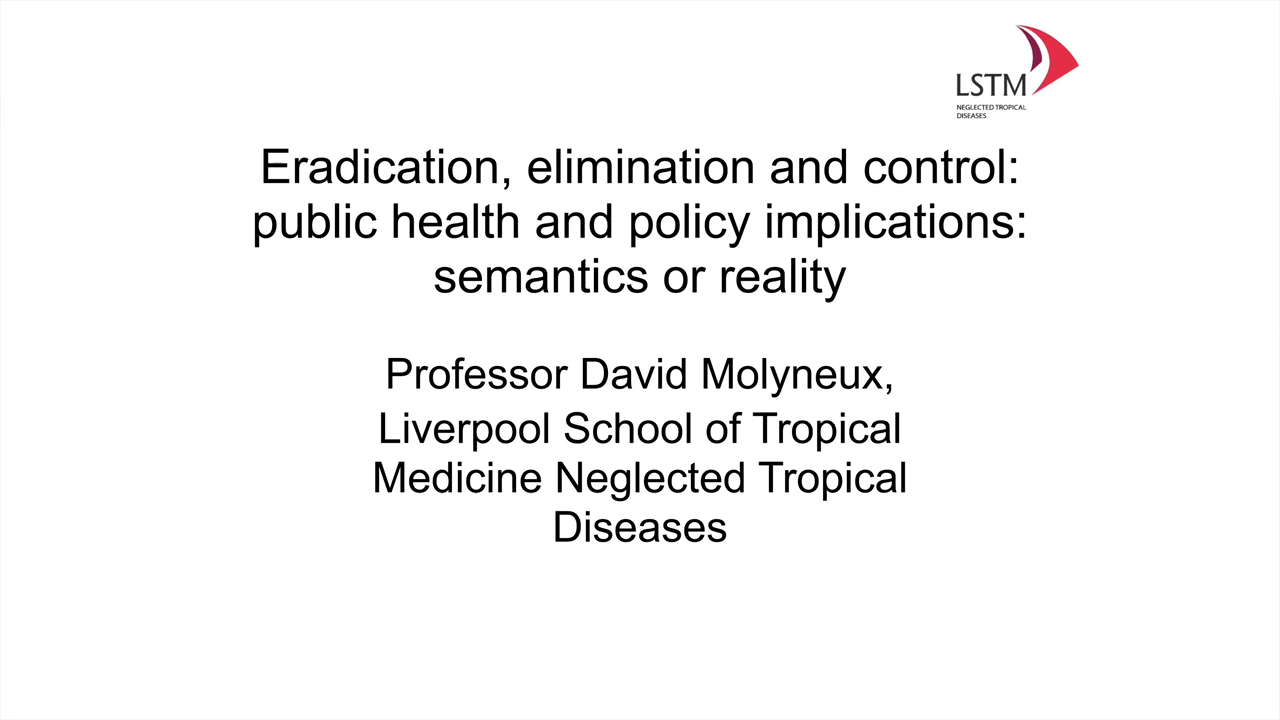 LSTM
NEGLECTED TROPICAL
DISEASES
Eradication, elimination and control:
public health and policy implications:
semantics or reality
Professor David Molyneux,
Liverpool School of Tropical
Medicine Neglected Tropical
Diseases